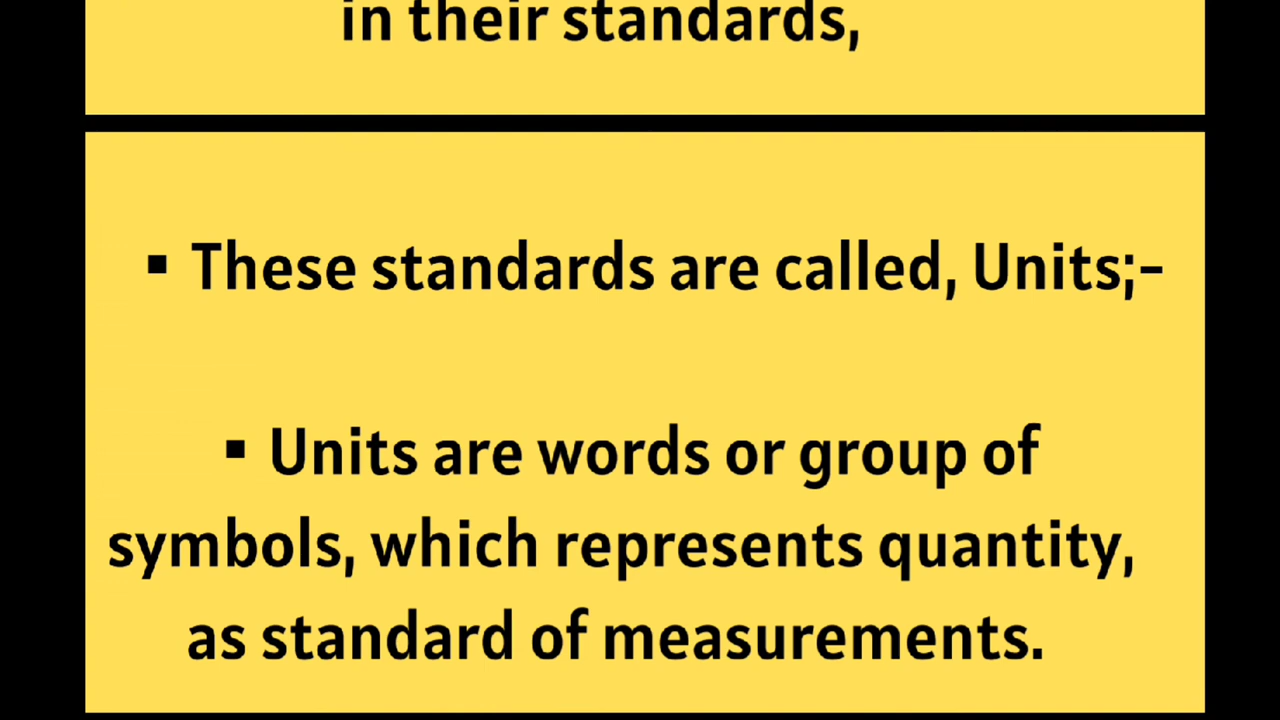 in their standards,
▪ These standards are called, Units;-
▪ Units are words or group of
symbols, which represents quantity,
as standard of measurements.